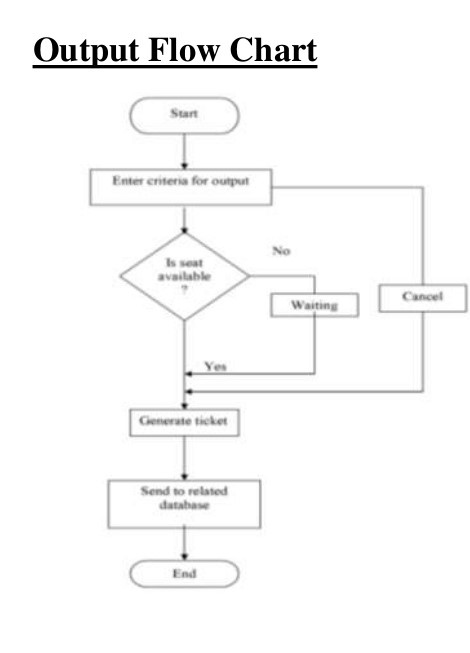 Output Flow Chart
Start
Enter criteria for output
Is seat
available
?
No
Waiting
Cancel
Yes
Generate ticket
Send to related
database
End